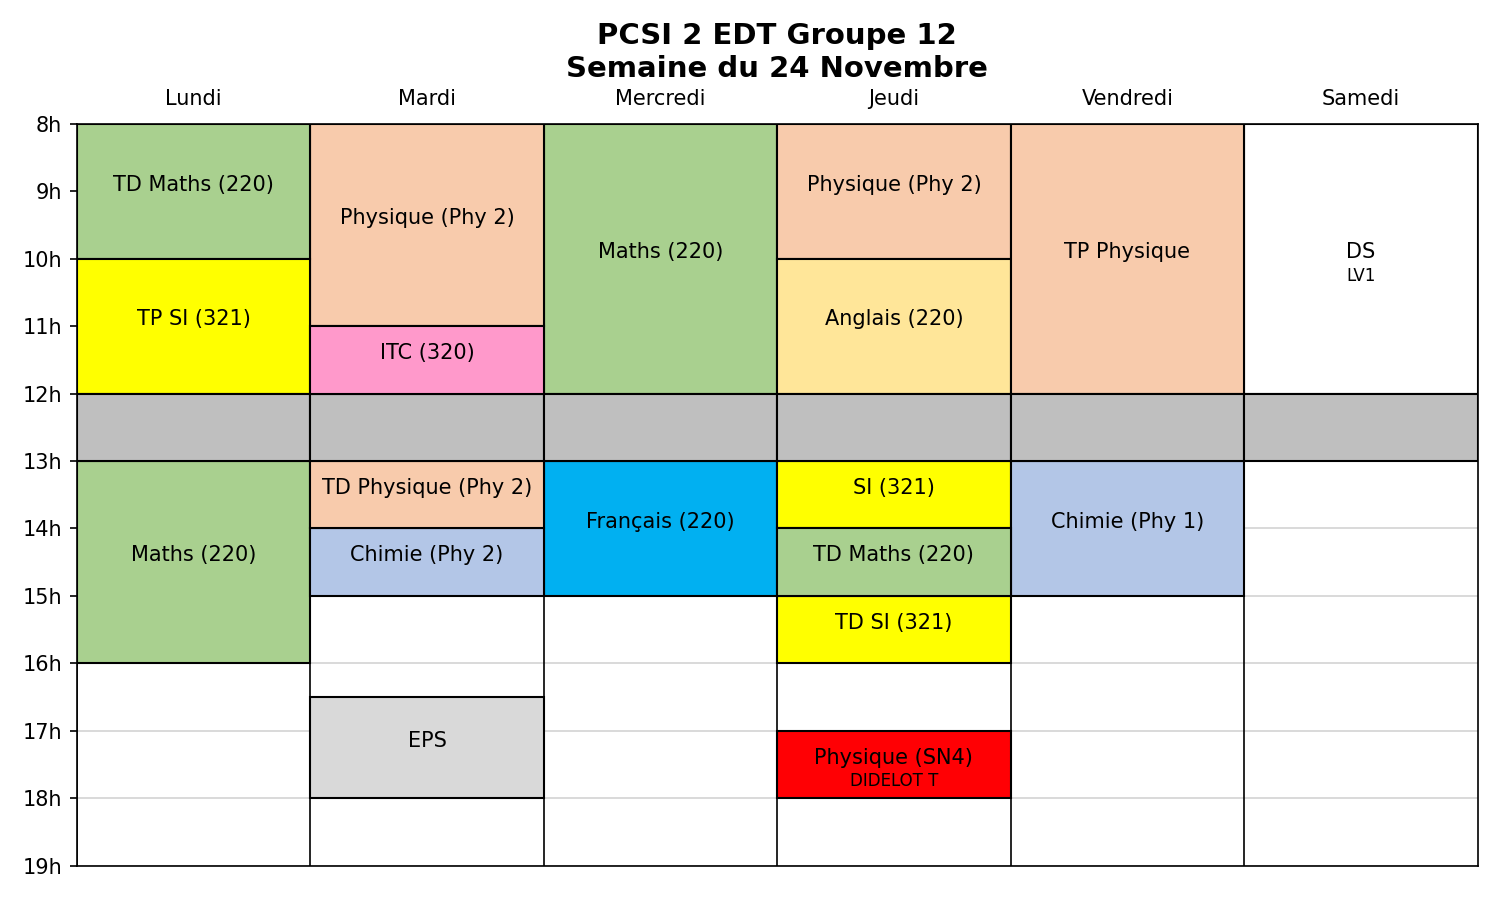 PCSI 2 EDT Groupe 12
Semaine du 24 Novembre
Lundi Mardi Mercredi Jeudi Vendredi Samedi
8h
TD Maths (220) Physique (Phy 2)
9h
Physique (Phy 2)
Maths (220) TP Physique DS
10h
LV1
TP SI (321) Anglais (220)
11h
ITC (320)
12h
13h
TD Physique (Phy 2) SI (321)
Français (220) Chimie (Phy 1)
14h
Maths (220) Chimie (Phy 2) TD Maths (220)
15h
TD SI (321)
16h
17h
EPS
Physique (SN4)
DIDELOT T
18h
19h